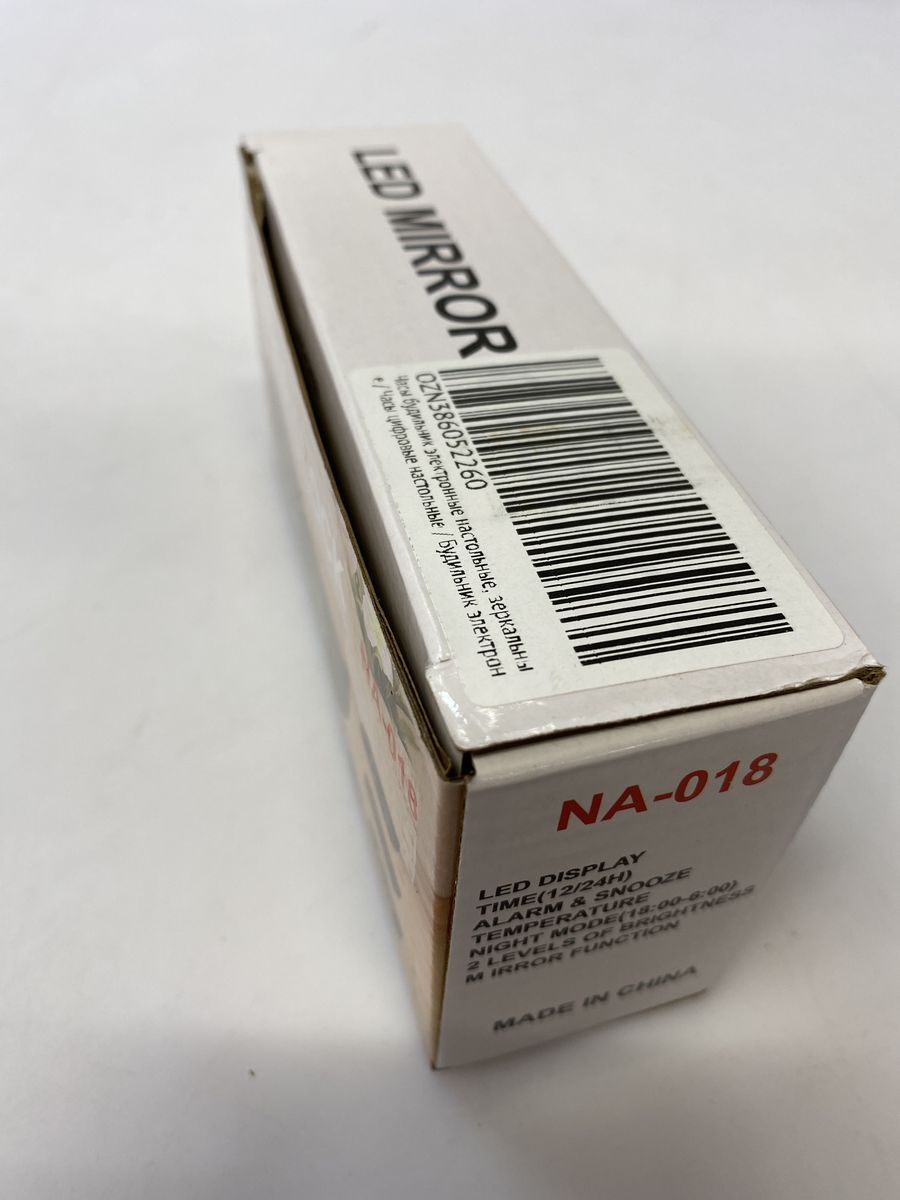 LED MIRROR
OZN386052260
Часы будильник электронные настольные, зеркальны
е / Часы цифровые настольные / Будильник электрон
NA-018
LED DISPLAY
TIME(12/24H)
ALARM & SNOOZE
TEMPERATURE
NIGHT MODE(18:00-6:00)
2 LEVELS OF BRIGHTNESS
M IRROR FUNCTION
MADE IN CHINA